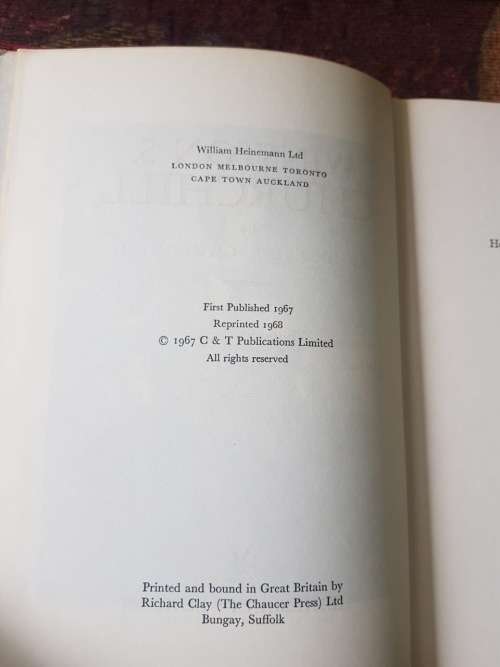 William Heinemann Ltd
LONDON MELBOURNE TORONTO
CAPE TOWN AUCKLAND
First Published 1967
Reprinted 1968
© 1967 C & T Publications Limited
All rights reserved
Printed and bound in Great Britain by
Richard Clay (The Chaucer Press) Ltd
Bungay, Suffolk